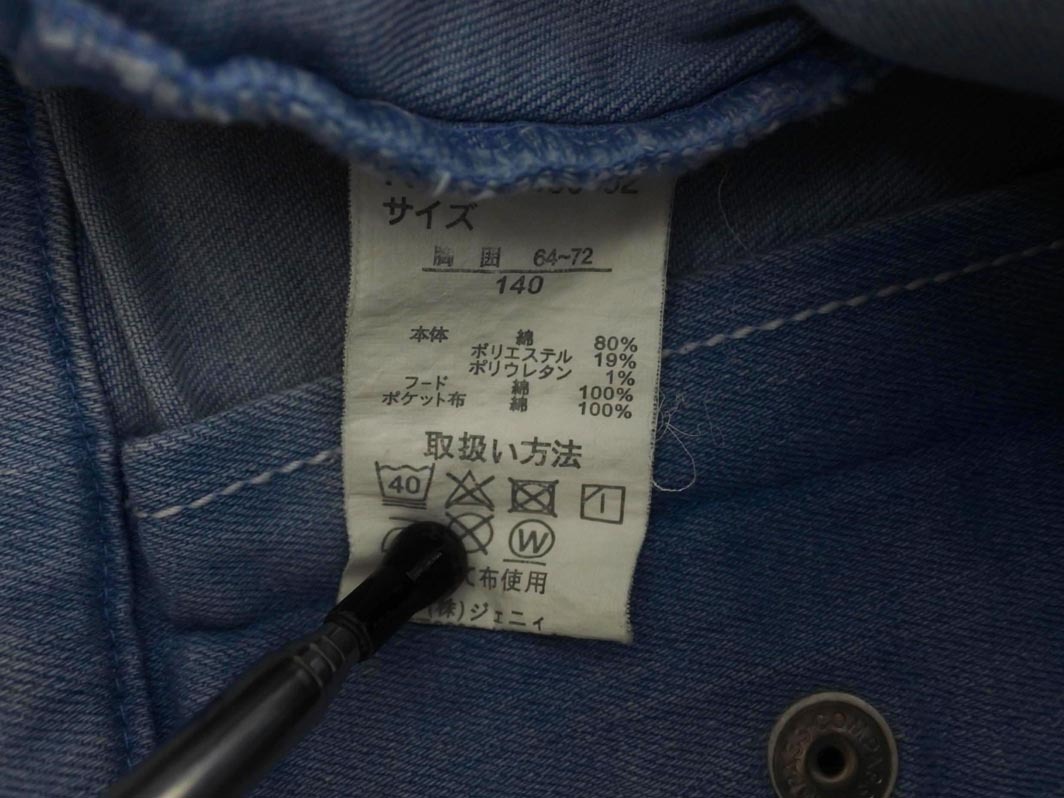 サイズ
胸 囲 64~72
140
本体 綿 80%
ポリエステル 19%
ポリウレタン 1%
フード 綿 100%
ポケット布 綿 100%
取扱い方法
40
W
て布使用
(株)ジェニィ